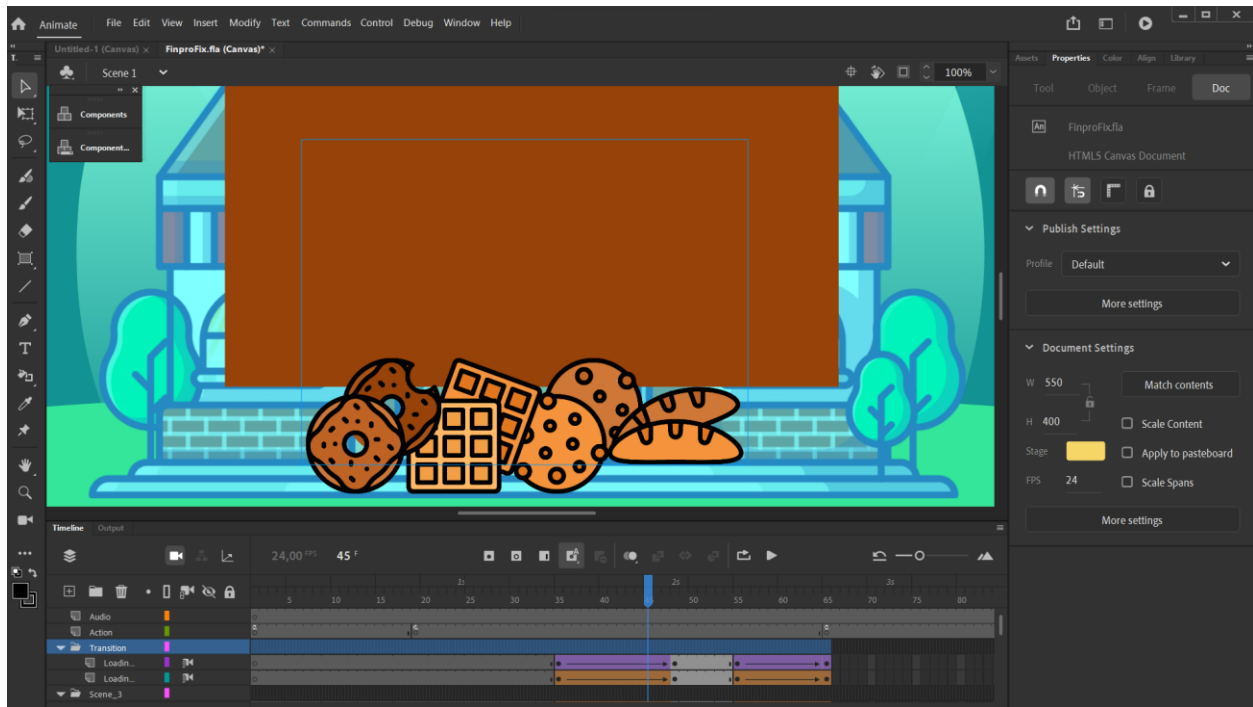 Animate File Edit View Insert Modify Text Commands Control Debug Window Help
Untitled-1 (Canvas) × FinproFix.fla (Canvas)* ×
Scene 1 100%
Components
Component...
T.
Assets Properties Color Align Library
Tool Object Frame Doc
An FinproFix.fla
HTML5 Canvas Document
Publish Settings
Profile Default
More settings
Document Settings
W 550 Match contents
H 400 Scale Content
Stage Apply to pasteboard
FPS 24 Scale Spans
More settings
Timeline Output
24,00 FPS 45 F
1s 2s 3s
5 10 15 20 25 30 35 40 50 55 60 65 70 75 80
Audio
Action
Transition
Loadin...
Loadin...
Scene_3